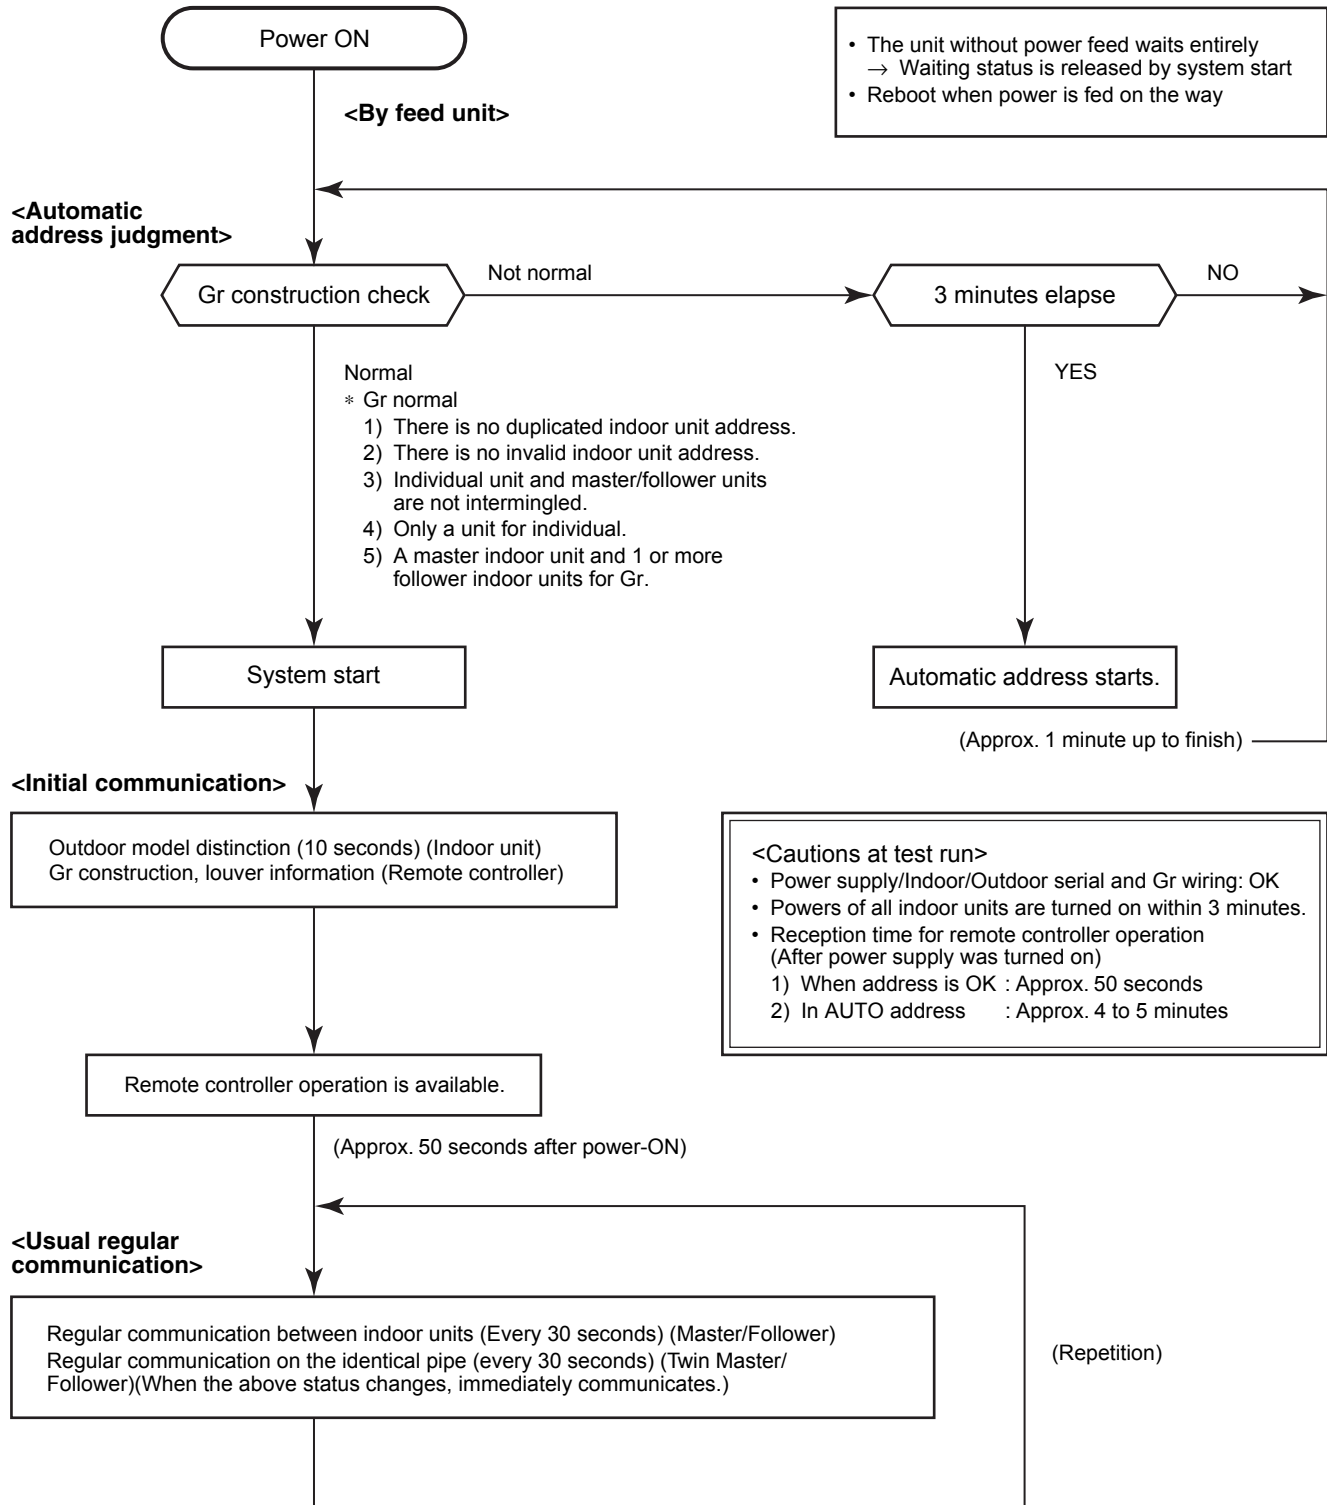 Power ON
• The unit without power feed waits entirely
→ Waiting status is released by system start
• Reboot when power is fed on the way
<By feed unit>
<Automatic
address judgment>
Gr construction check
Not normal
3 minutes elapse
NO
Normal
* Gr normal
1) There is no duplicated indoor unit address.
2) There is no invalid indoor unit address.
3) Individual unit and master/follower units
are not intermingled.
4) Only a unit for individual.
5) A master indoor unit and 1 or more
follower indoor units for Gr.
YES
System start
Automatic address starts.
(Approx. 1 minute up to finish)
<Initial communication>
Outdoor model distinction (10 seconds) (Indoor unit)
Gr construction, louver information (Remote controller)
<Cautions at test run>
• Power supply/Indoor/Outdoor serial and Gr wiring: OK
• Powers of all indoor units are turned on within 3 minutes.
• Reception time for remote controller operation
(After power supply was turned on)
1) When address is OK : Approx. 50 seconds
2) In AUTO address : Approx. 4 to 5 minutes
Remote controller operation is available.
(Approx. 50 seconds after power-ON)
<Usual regular
communication>
Regular communication between indoor units (Every 30 seconds) (Master/Follower)
Regular communication on the identical pipe (every 30 seconds) (Twin Master/
Follower)(When the above status changes, immediately communicates.)
(Repetition)